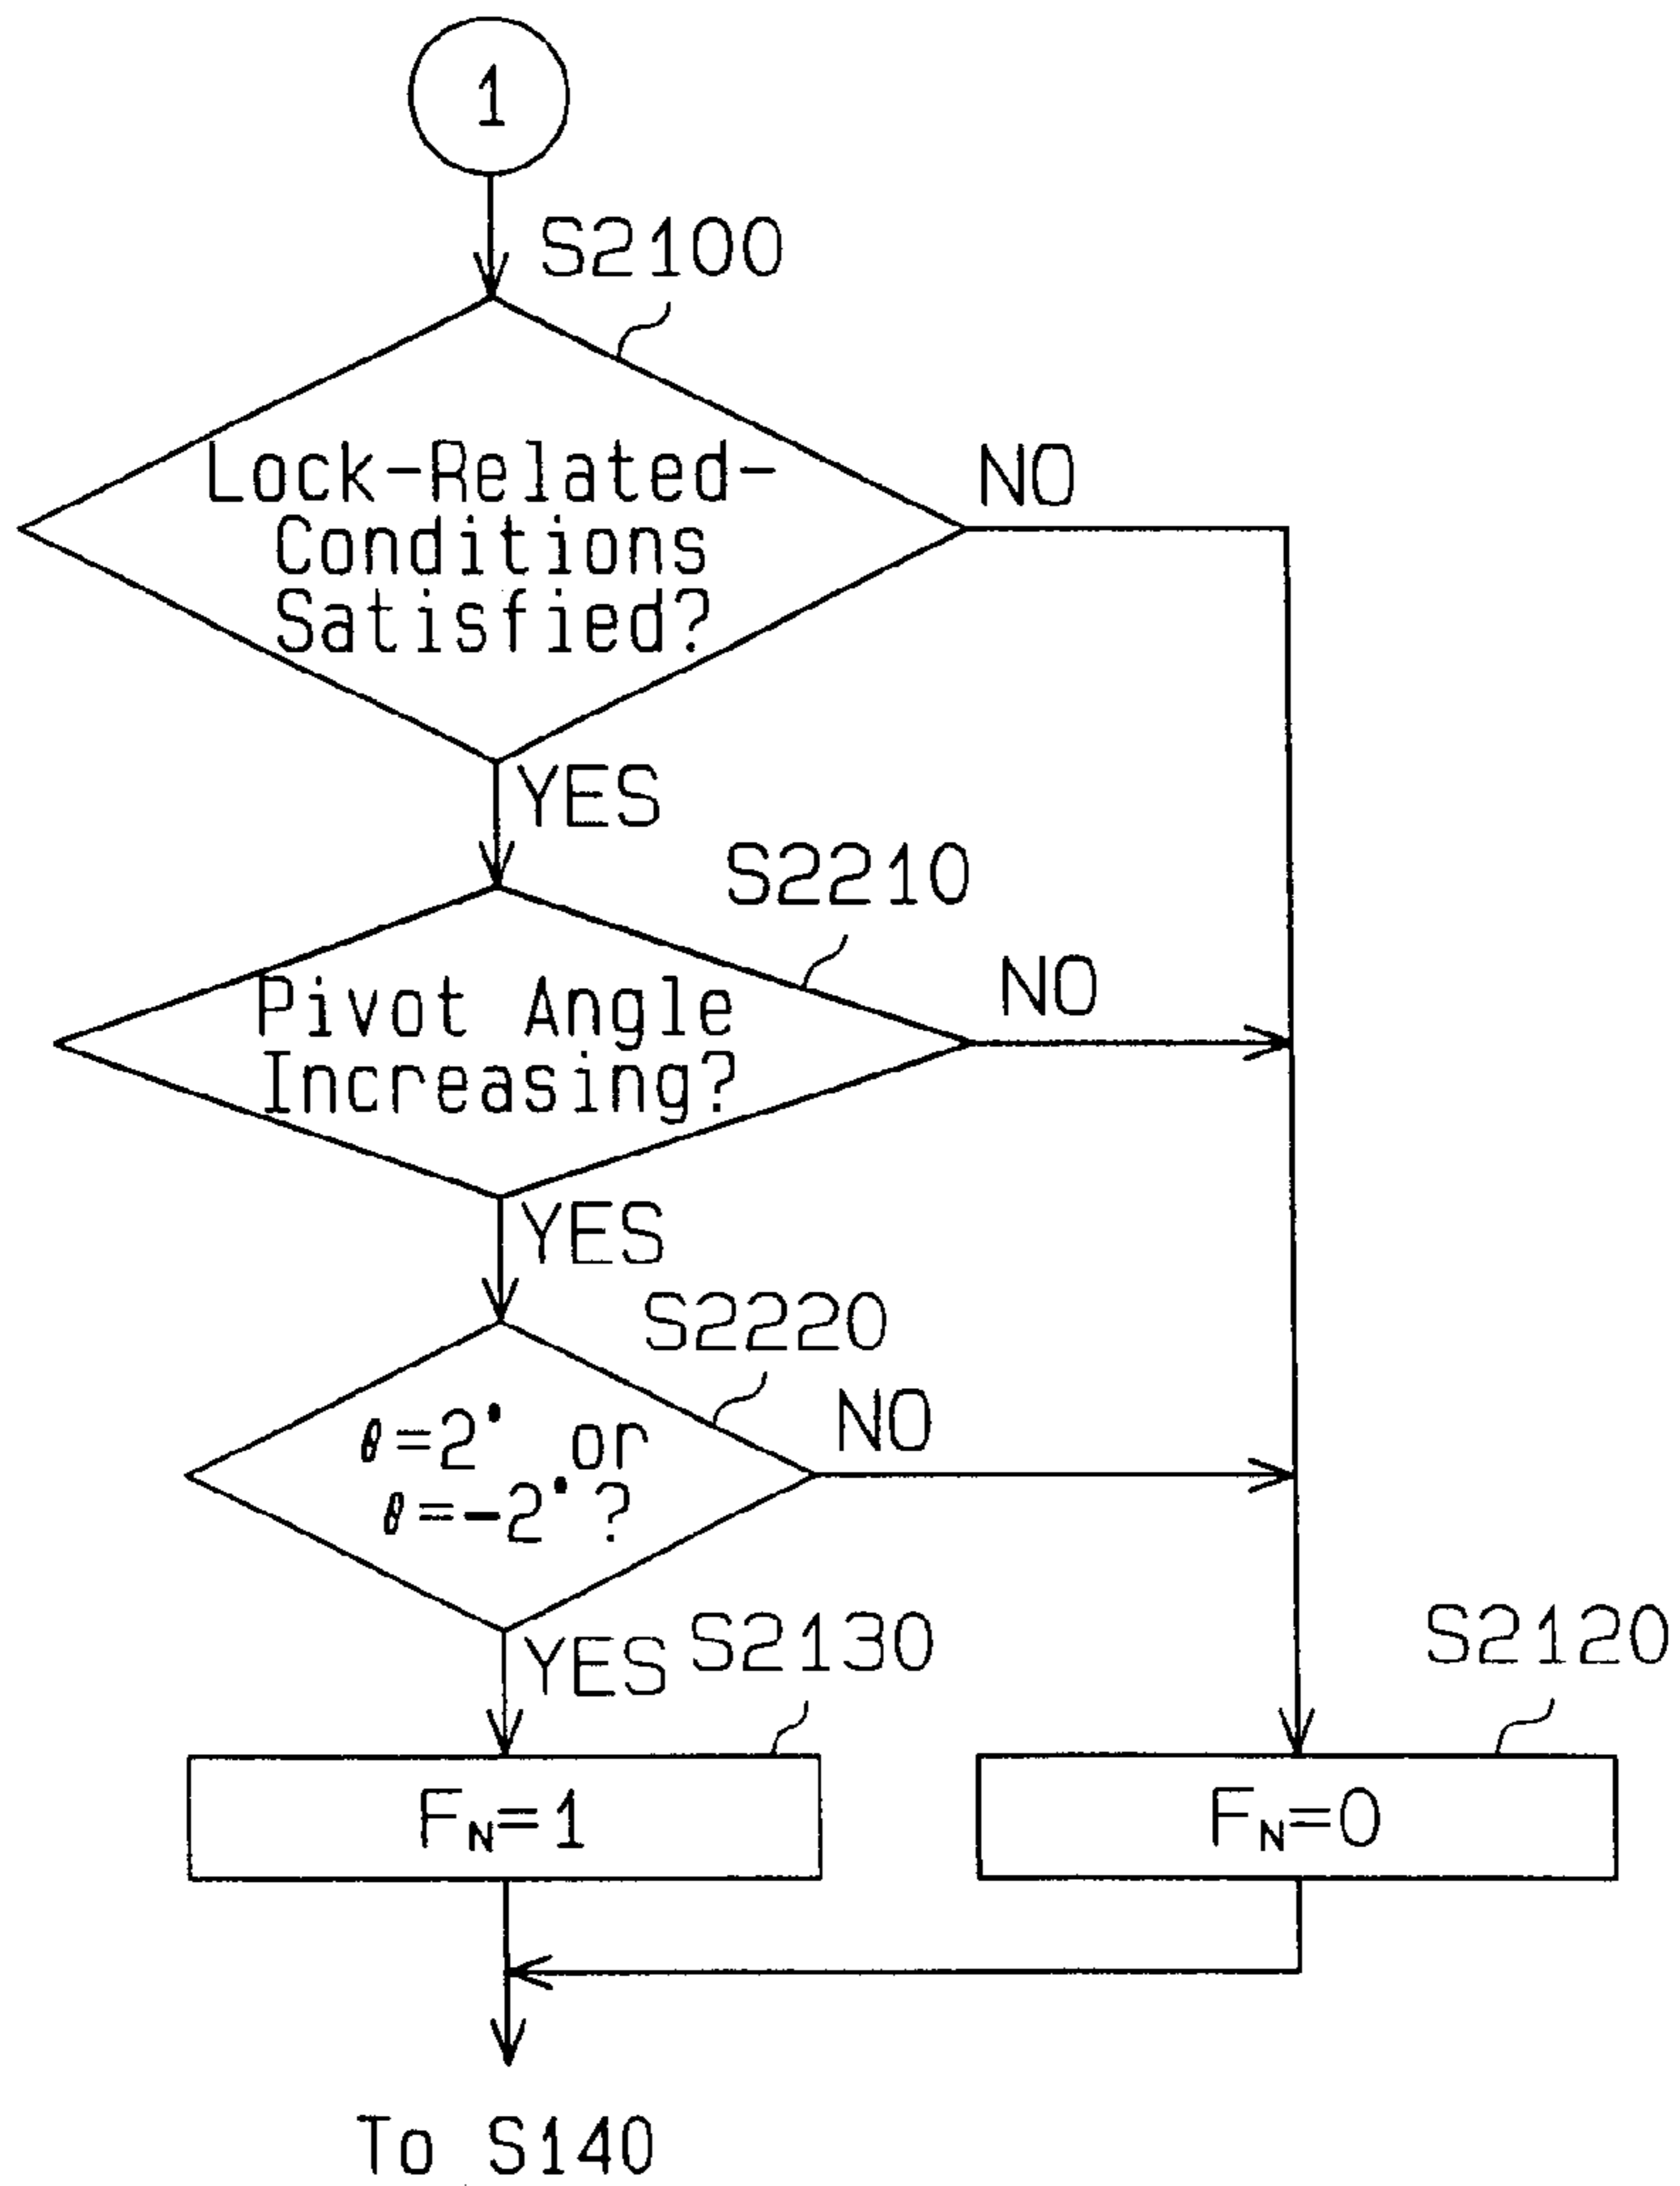 1
S2100
Lock-Related-
Conditions
Satisfied?
NO
YES
S2210
Pivot Angle
Increasing?
NO
YES
S2220
θ=2° or
θ=-2°?
NO
YES
S2130
S2120
FN=1
FN=0
To S140